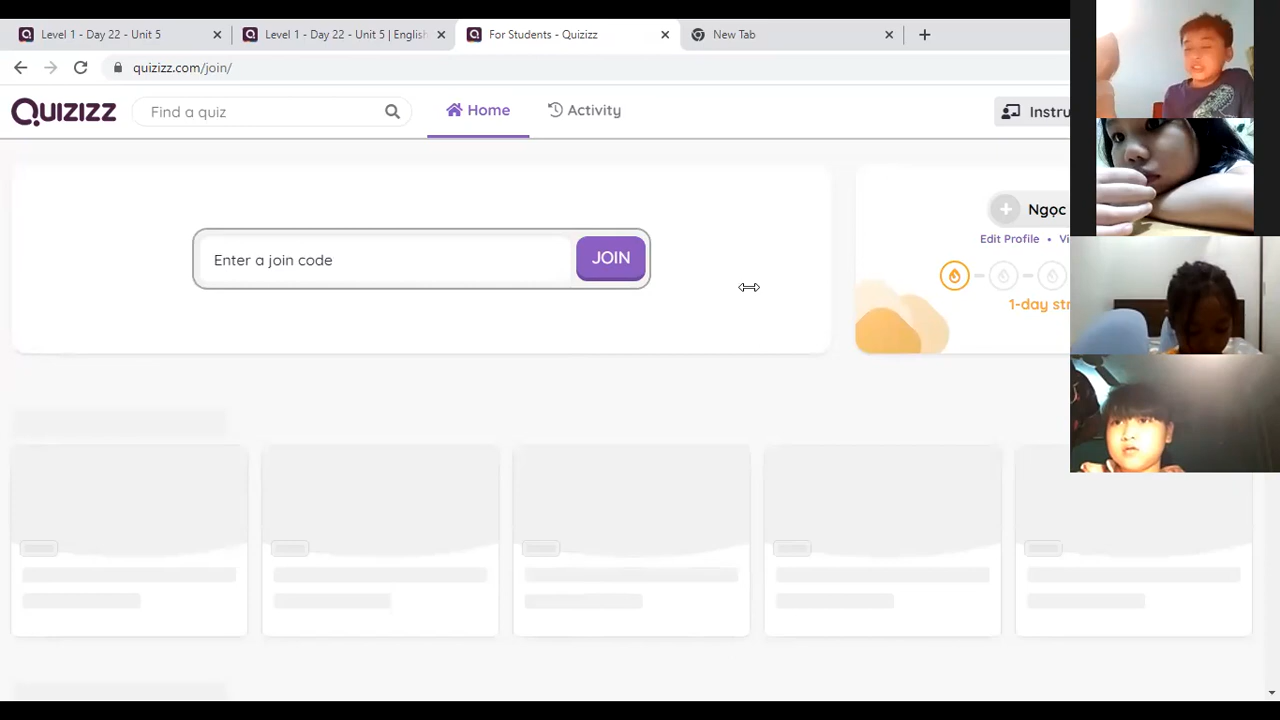 Level 1 - Day 22 - Unit 5
Level 1 - Day 22 - Unit 5 | English
For Students - Quizizz
New Tab
quizizz.com/join/
QUIZIZZ
Find a quiz
Home
Activity
Instru
Enter a join code
JOIN
Ngọc
Edit Profile • Vi
1-day str